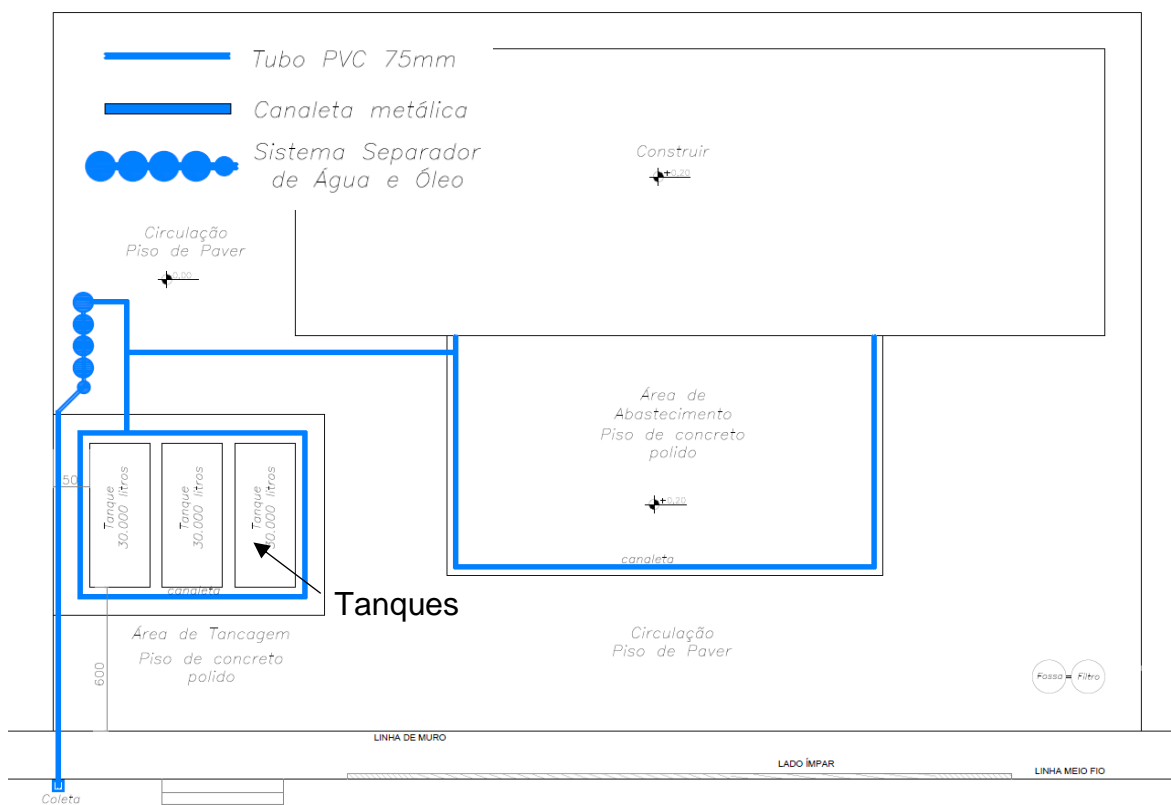 Tubo PVC 75mm
Canaleta metálica
Sistema Separador
de Água e Óleo
Construir
+0,20
Circulação
Piso de Paver
0,00
Área de
Abastecimento
Piso de concreto
polido
+0,20
canaleta
50
Tanque
30.000 litros
Tanque
30.000 litros
Tanque
30.000 litros
canaleta
Tanques
Área de Tancagem
Piso de concreto
polido
600
Circulação
Piso de Paver
Fossa
Filtro
LINHA DE MURO
LADO ÍMPAR
LINHA MEIO FIO
Coleta